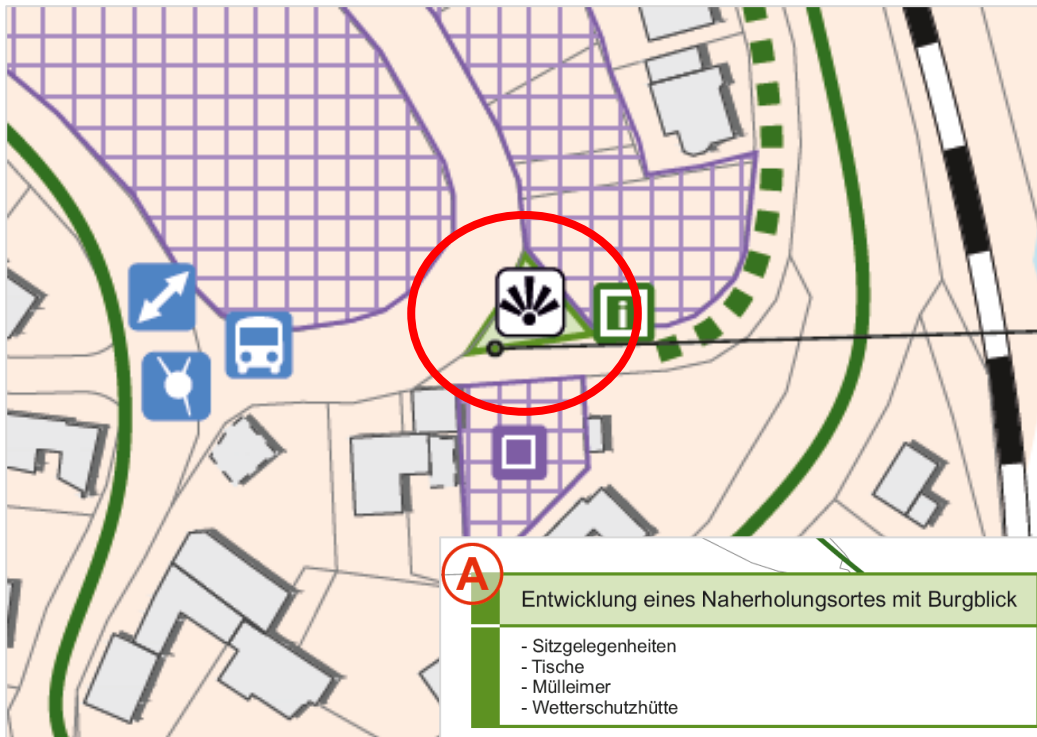 i
A
Entwicklung eines Naherholungsortes mit Burgblick
- Sitzgelegenheiten
- Tische
- Mülleimer
- Wetterschutzhütte